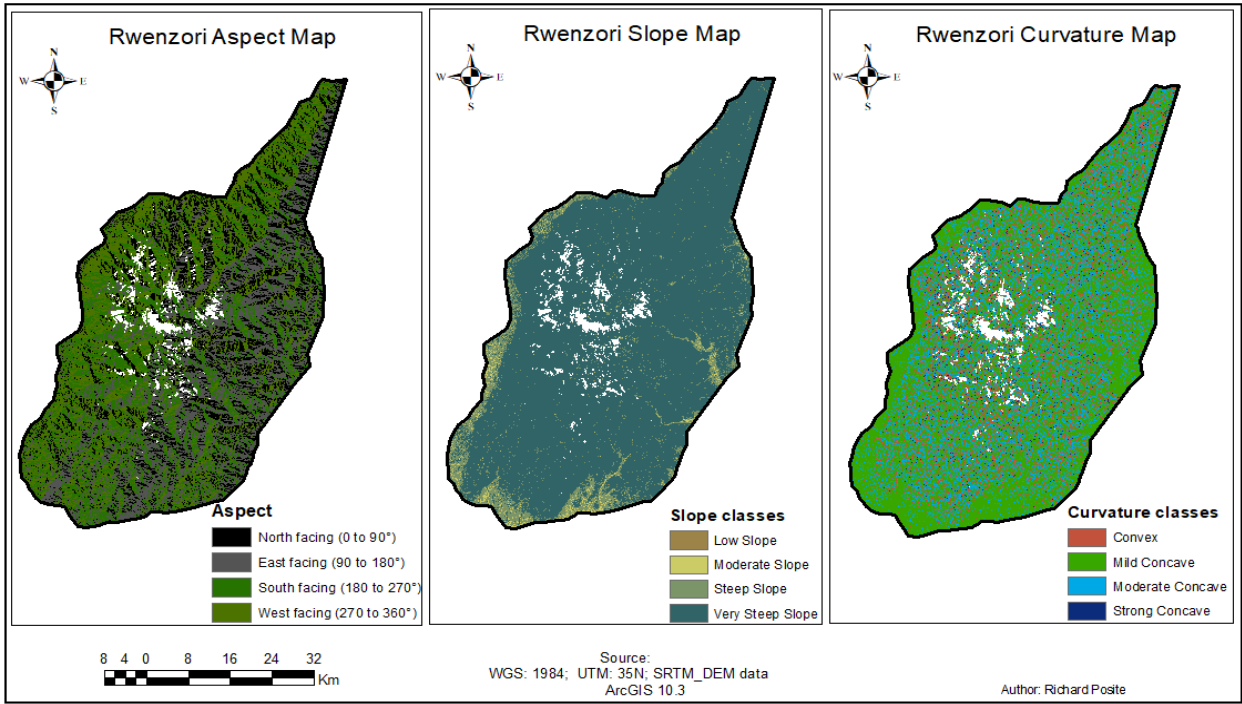 Rwenzori Aspect Map
N
W E
S
Aspect
North facing (0 to 90°)
East facing (90 to 180°)
South facing (180 to 270°)
West facing (270 to 360°)
Rwenzori Slope Map
N
W E
S
Slope classes
Low Slope
Moderate Slope
Steep Slope
Very Steep Slope
Rwenzori Curvature Map
N
W E
S
Curvature classes
Convex
Mild Concave
Moderate Concave
Strong Concave
8 4 0 8 16 24 32
Km
Source:
WGS: 1984; UTM: 35N; SRTM_DEM data
ArcGIS 10.3
Author: Richard Posite